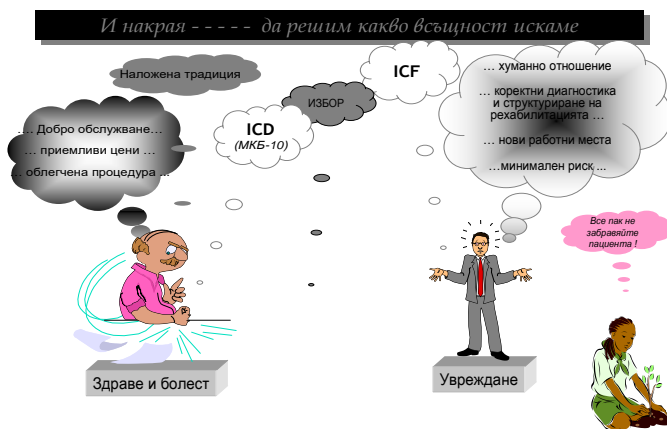 И накрая - - - - -  да решим какво всъщност искаме
Наложена традиция
ICF
ИЗБОР
ICD
(МКБ-10)
.... Добро обслужване…
… приемливи цени …
… облегчена процедура ...
… хуманно отношение
… коректни диагностика
и структуриране на
рехабилитацията …
… нови работни места
…минимален риск ...
Все пак не
забравяйте
пациента !
Здраве и болест
Увреждане